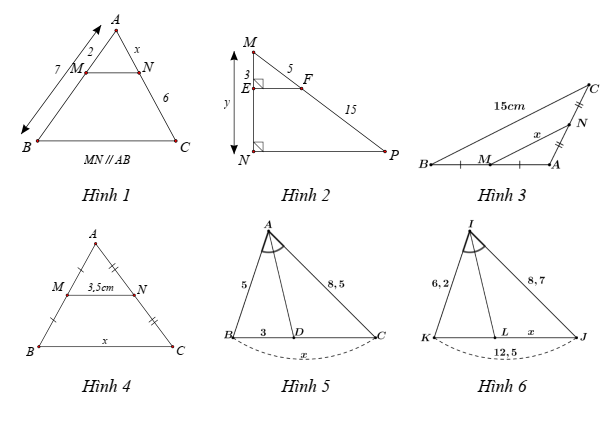 A
7
2
x
M
N
6
B
C
MN // AB
Hình 1
M
3
5
E
F
y
15
N
P
Hình 2
C
15cm
N
x
B
M
A
Hình 3
A
M
3,5cm
N
B
x
C
Hình 4
A
5
8,5
B
3
D
C
x
Hình 5
I
6,2
8,7
K
L
x
J
12,5
Hình 6